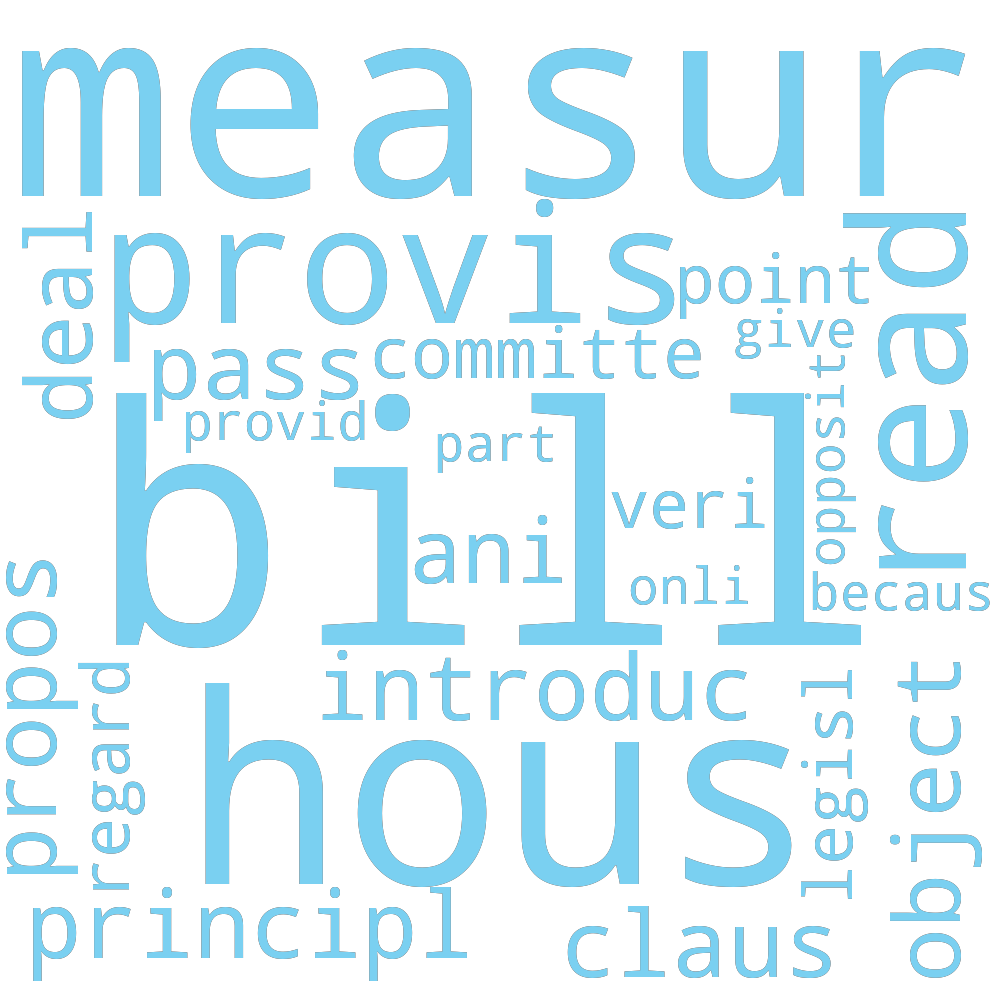 measur
provis
deal
read
point
give
committe
pass
opposit
provid
part
bill
veri
ani
onli
becaus
propos
regard
introduc
legisl
object
hous
principl
claus